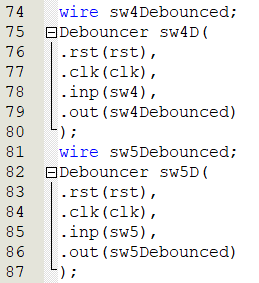 74 wire sw4Debounced;
75 Debouncer sw4D(
76 .rst(rst),
77 .clk(clk),
78 .inp(sw4),
79 .out(sw4Debounced)
80 );
81 wire sw5Debounced;
82 Debouncer sw5D(
83 .rst(rst),
84 .clk(clk),
85 .inp(sw5),
86 .out(sw5Debounced)
87 );